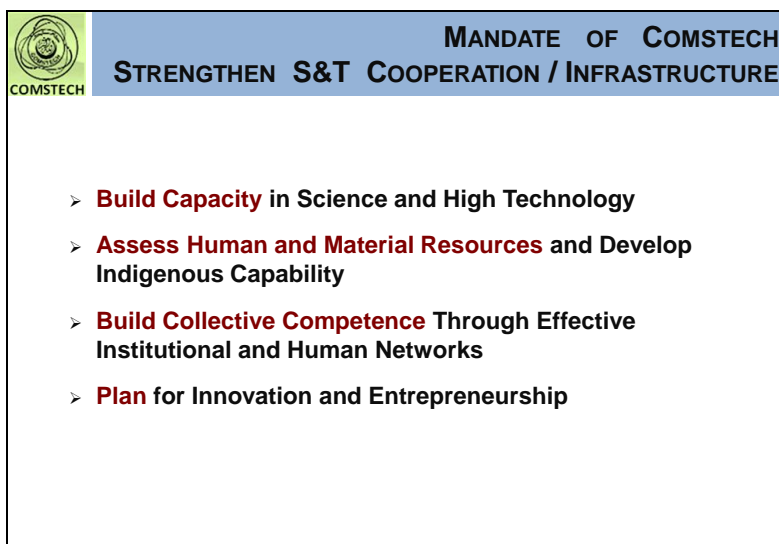 MANDATE OF COMSTECH
STRENGTHEN S&T COOPERATION / INFRASTRUCTURE
COMSTECH
➢ Build Capacity in Science and High Technology
➢ Assess Human and Material Resources and Develop
Indigenous Capability
➢ Build Collective Competence Through Effective
Institutional and Human Networks
➢ Plan for Innovation and Entrepreneurship